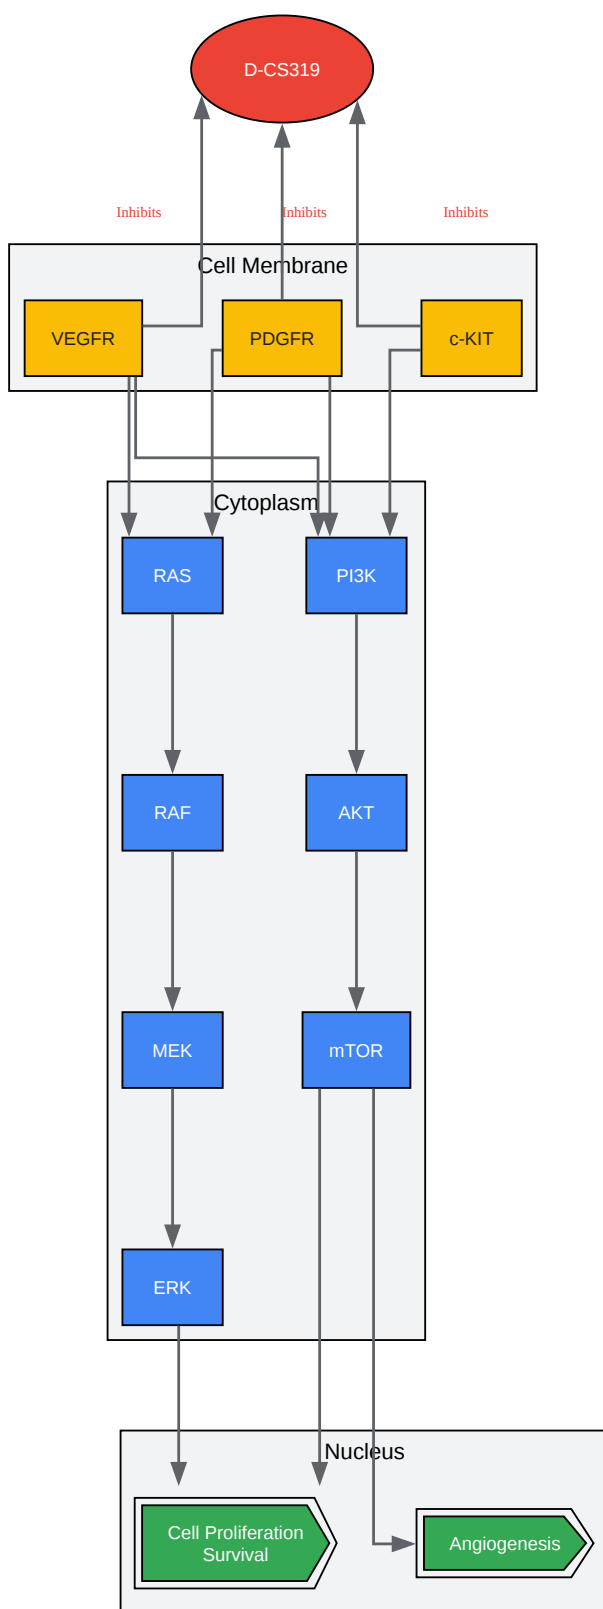 D-CS319
Inhibits
Inhibits
Inhibits
Cell Membrane
VEGFR
PDGFR
c-KIT
Cytoplasm
RAS
PI3K
RAF
AKT
MEK
mTOR
ERK
Nucleus
Cell Proliferation
Survival
Angiogenesis